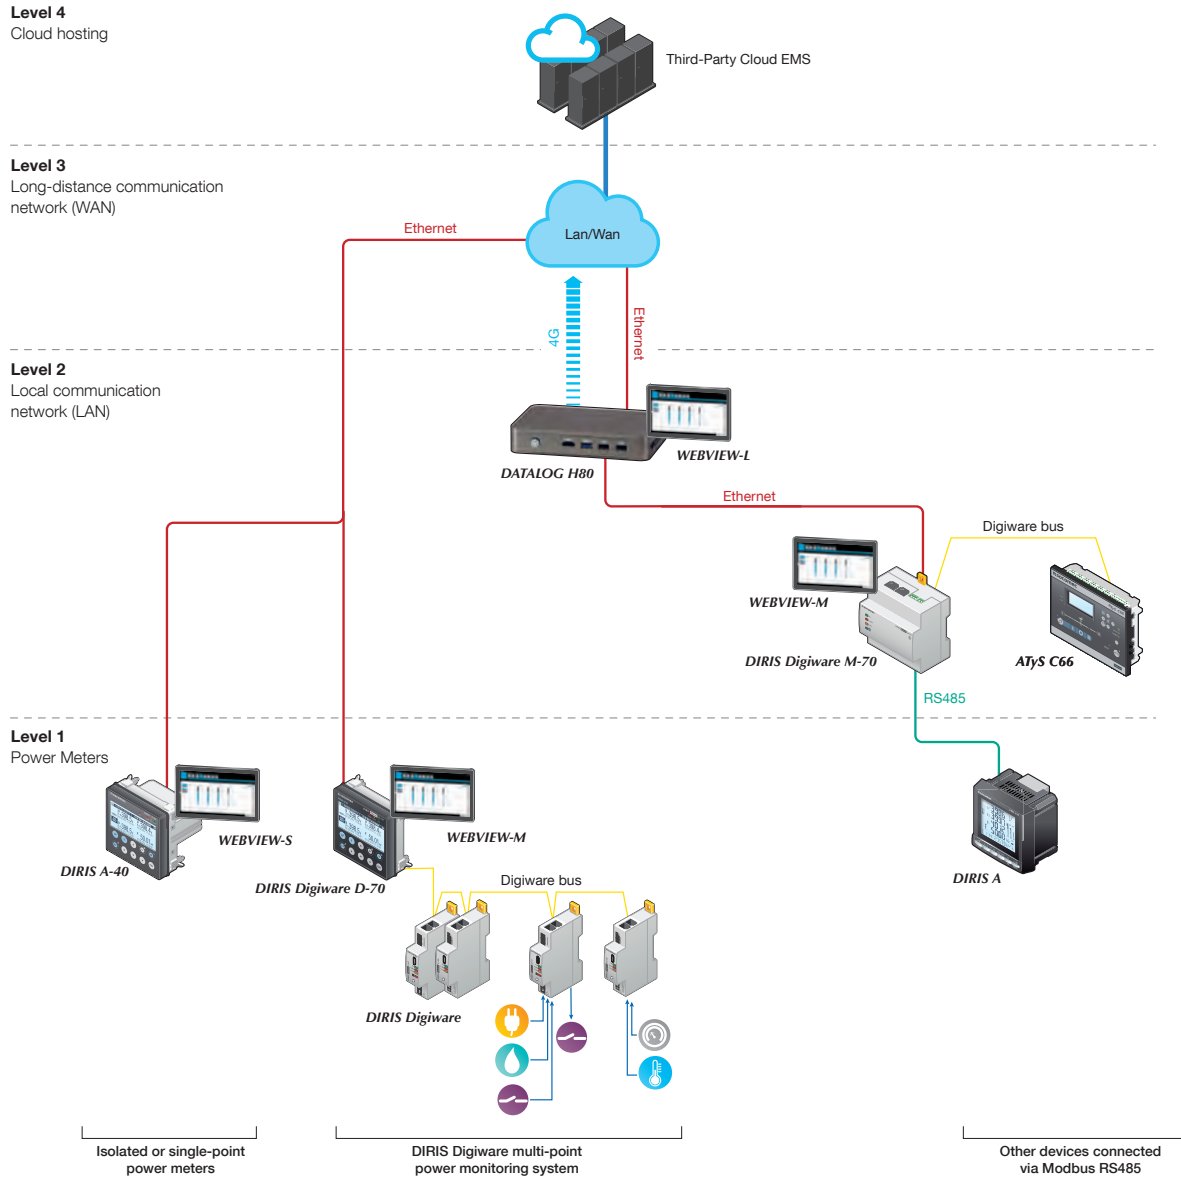 Level 4
Cloud hosting
Third-Party Cloud EMS
Level 3
Long-distance communication
network (WAN)
Ethernet
Lan/Wan
4G
Ethernet
Level 2
Local communication
network (LAN)
WEBVIEW-L
DATALOG H80
Ethernet
Digiware bus
WEBVIEW-M
DIRIS Digiware M-70
ATyS C66
RS485
Level 1
Power Meters
WEBVIEW-S
WEBVIEW-M
DIRIS A-40
DIRIS Digiware D-70
DIRIS A
Digiware bus
DIRIS Digiware
Isolated or single-point
power meters
DIRIS Digiware multi-point
power monitoring system
Other devices connected
via Modbus RS485